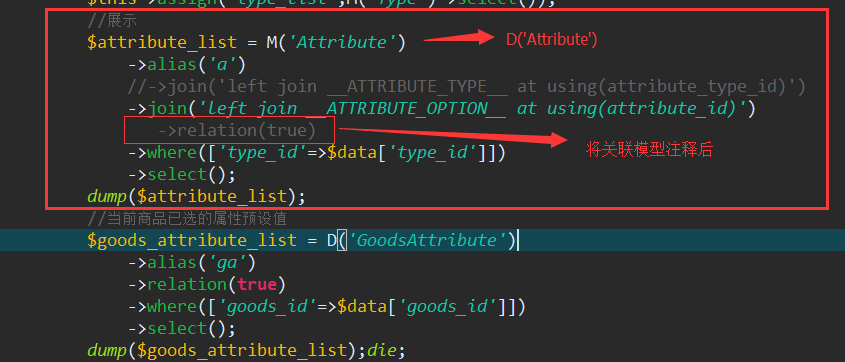 $this->assign('type_list',M('Type')->select());
//展示
$attribute_list = M('Attribute') D('Attribute')
->alias('a')
//->join('left join __ATTRIBUTE_TYPE__ at using(attribute_type_id)')
->join('left join __ATTRIBUTE_OPTION__ at using(attribute_id)')
->relation(true) 将关联模型注释后
->where(['type_id'=>$data['type_id']])
->select();
dump($attribute_list);
//当前商品已选的属性预设值
$goods_attribute_list = D('GoodsAttribute')
->alias('ga')
->relation(true)
->where(['goods_id'=>$data['goods_id']])
->select();
dump($goods_attribute_list);die;